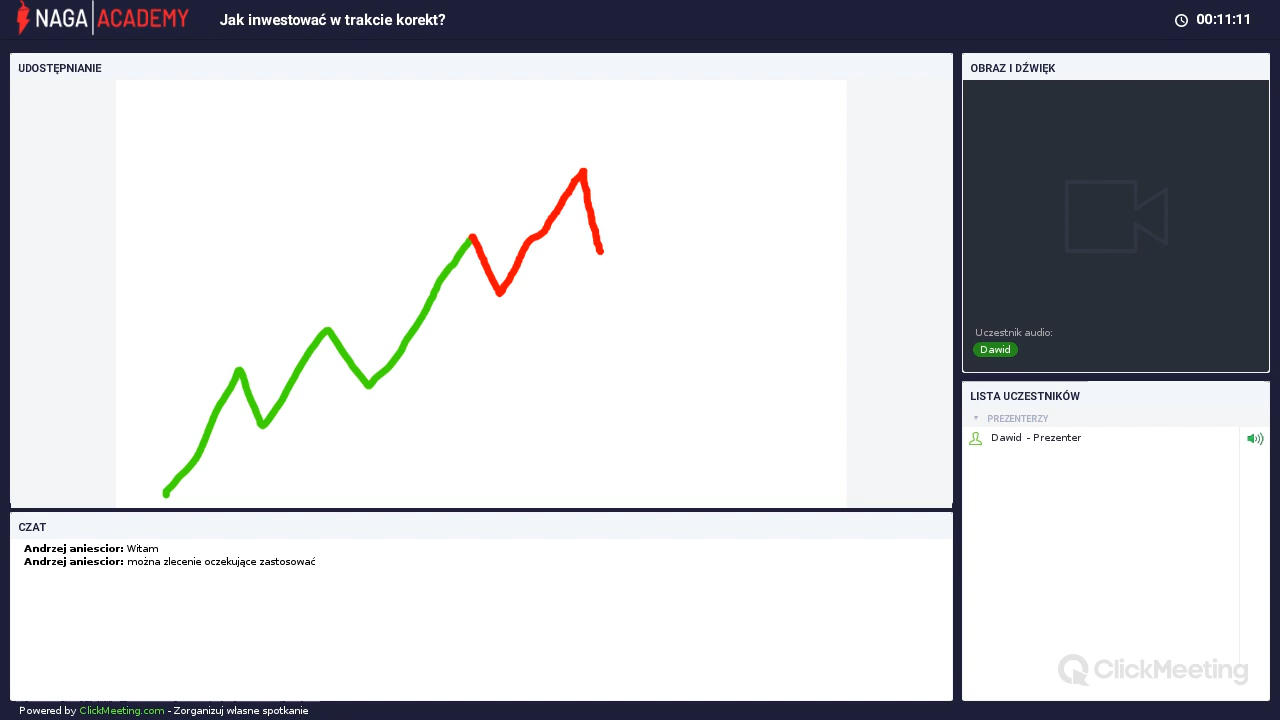 NAGA ACADEMY
Jak inwestować w trakcie korekt?
00:11:11
UDOSTĘPNIANIE
OBRAZ I DŹWIĘK
Uczestnik audio:
Dawid
LISTA UCZESTNIKÓW
PREZENTERZY
Dawid - Prezenter
CZAT
Andrzej aniescior: Witam
Andrzej aniescior: można zlecenie oczekujące zastosować
ClickMeeting
Powered by ClickMeeting.com - Zorganizuj własne spotkanie